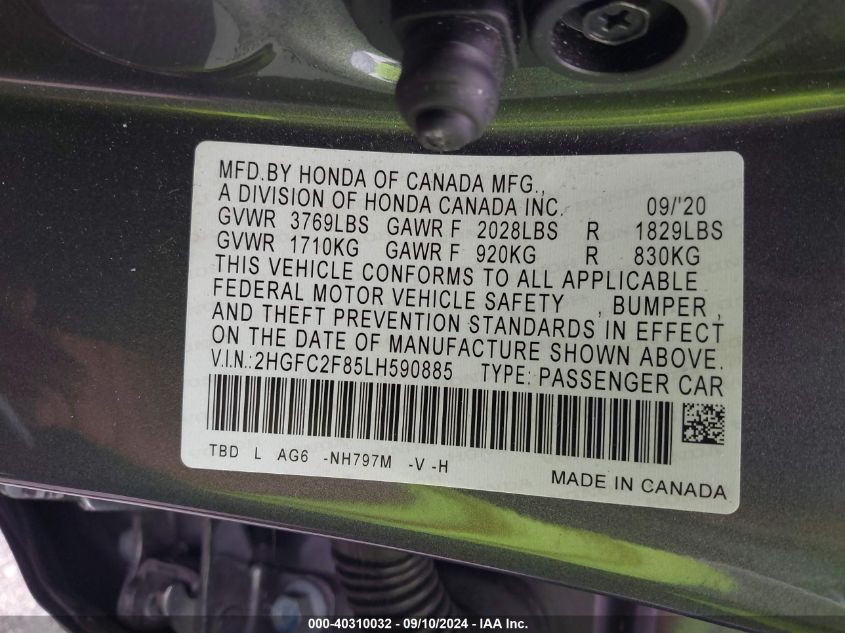 MFD.BY HONDA OF CANADA MFG.,
A DIVISION OF HONDA CANADA INC. 09/'20
GVWR 3769LBS GAWR F 2028LBS R 1829LBS
GVWR 1710KG GAWR F 920KG R 830KG
THIS VEHICLE CONFORMS TO ALL APPLICABLE
FEDERAL MOTOR VEHICLE SAFETY , BUMPER ,
AND THEFT PREVENTION STANDARDS IN EFFECT
ON THE DATE OF MANUFACTURE SHOWN ABOVE.
V.I.N.:2HGFC2F85LH590885 TYPE: PASSENGER CAR
TBD L AG6 -NH797M -V -H
MADE IN CANADA
000-40310032 - 09/10/2024 - IAA Inc.